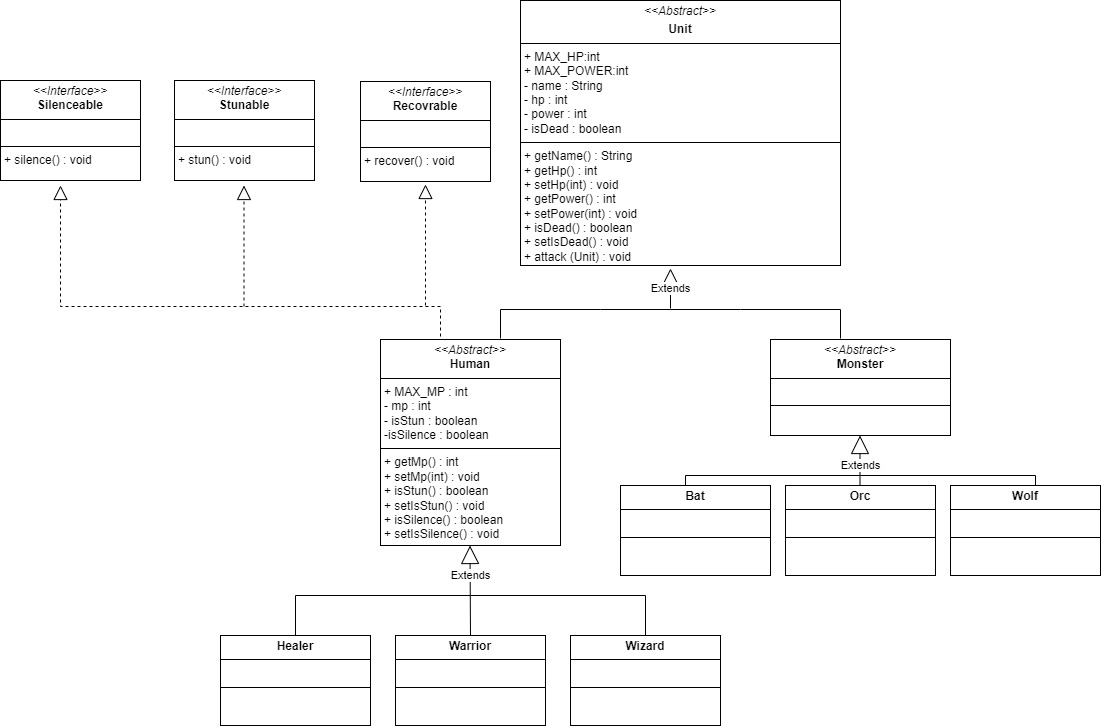 <<Abstract>>
Unit
+ MAX_HP:int
+ MAX_POWER:int
- name : String
- hp : int
- power : int
- isDead : boolean
+ getName() : String
+ getHp() : int
+ setHp(int) : void
+ getPower() : int
+ setPower(int) : void
+ isDead() : boolean
+ setIsDead() : void
+ attack (Unit) : void
<<Interface>>
Silenceable
+ silence() : void
<<Interface>>
Stunable
+ stun() : void
<<Interface>>
Recovrable
+ recover() : void
Extends
<<Abstract>>
Human
+ MAX_MP : int
- mp : int
- isStun : boolean
-isSilence : boolean
+ getMp() : int
+ setMp(int) : void
+ isStun() : boolean
+ setIsStun() : void
+ isSilence() : boolean
+ setIsSilence() : void
<<Abstract>>
Monster
Extends
Bat
Orc
Wolf
Extends
Healer
Warrior
Wizard